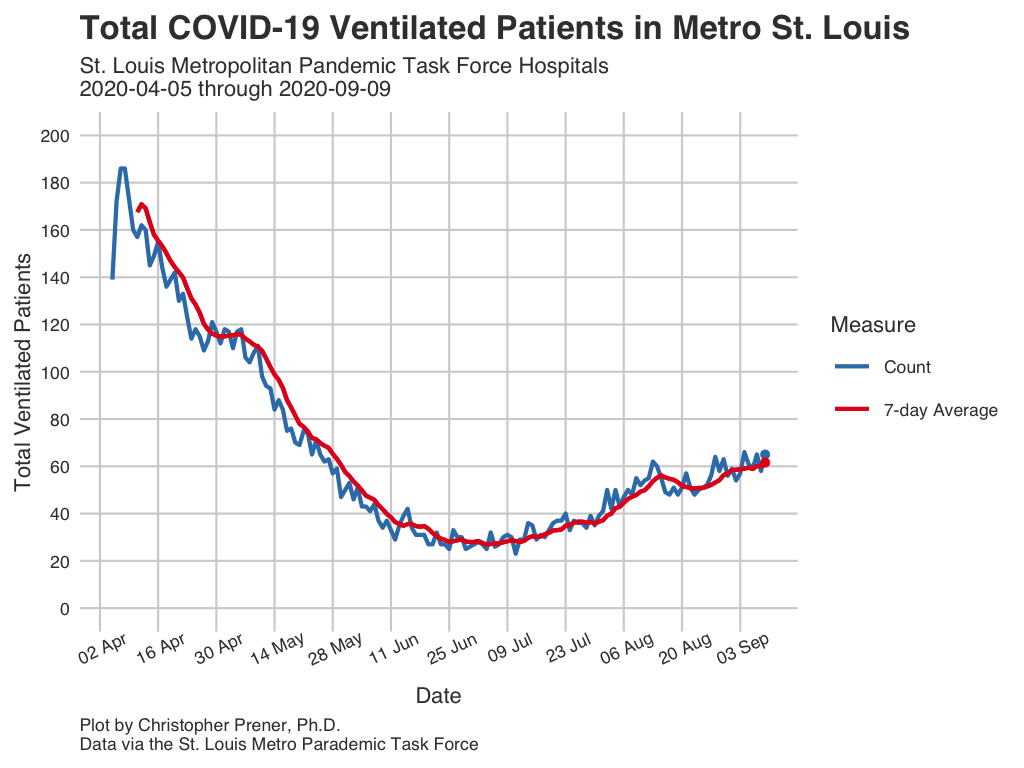 Total COVID-19 Ventilated Patients in Metro St. Louis
St. Louis Metropolitan Pandemic Task Force Hospitals
2020-04-05 through 2020-09-09
Total Ventilated Patients
200
180
160
140
120
100
80
60
40
20
0
02 Apr
16 Apr
30 Apr
14 May
28 May
11 Jun
25 Jun
09 Jul
23 Jul
06 Aug
20 Aug
03 Sep
Date
Measure
Count
7-day Average
Plot by Christopher Prener, Ph.D.
Data via the St. Louis Metro Parademic Task Force